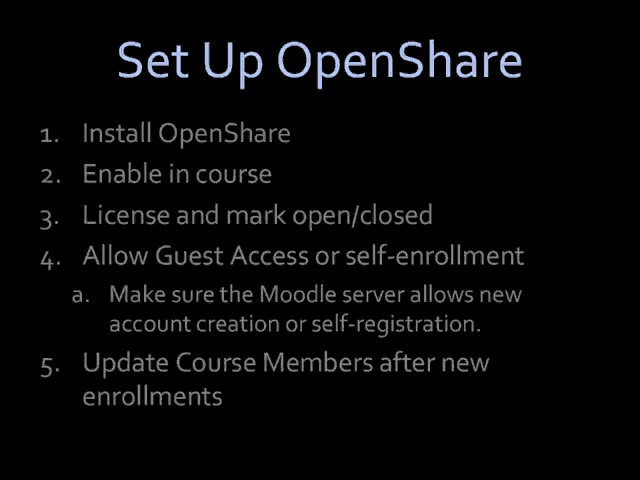 Set Up OpenShare
1. Install OpenShare
2. Enable in course
3. License and mark open/closed
4. Allow Guest Access or self-enrollment
a. Make sure the Moodle server allows new
account creation or self-registration.
5. Update Course Members after new
enrollments